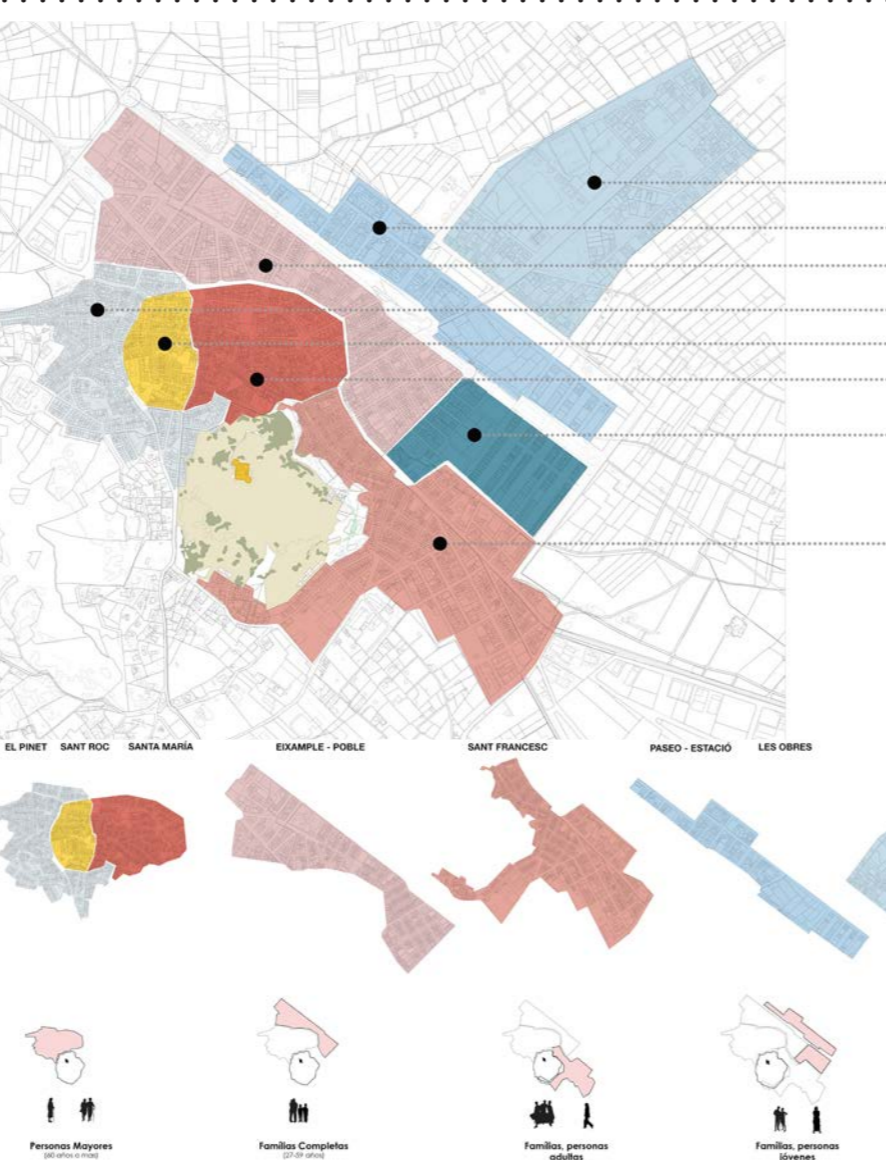 EL PINET SANT ROC SANTA MARÍA EIXAMPLE - POBLE SANT FRANCESC PASEO - ESTACIÓ LES OBRES
Personas Mayores
(60 años o mas)
Familias Completas
(27-59 años)
Familias, personas
adultas
Familias, personas
jóvenes